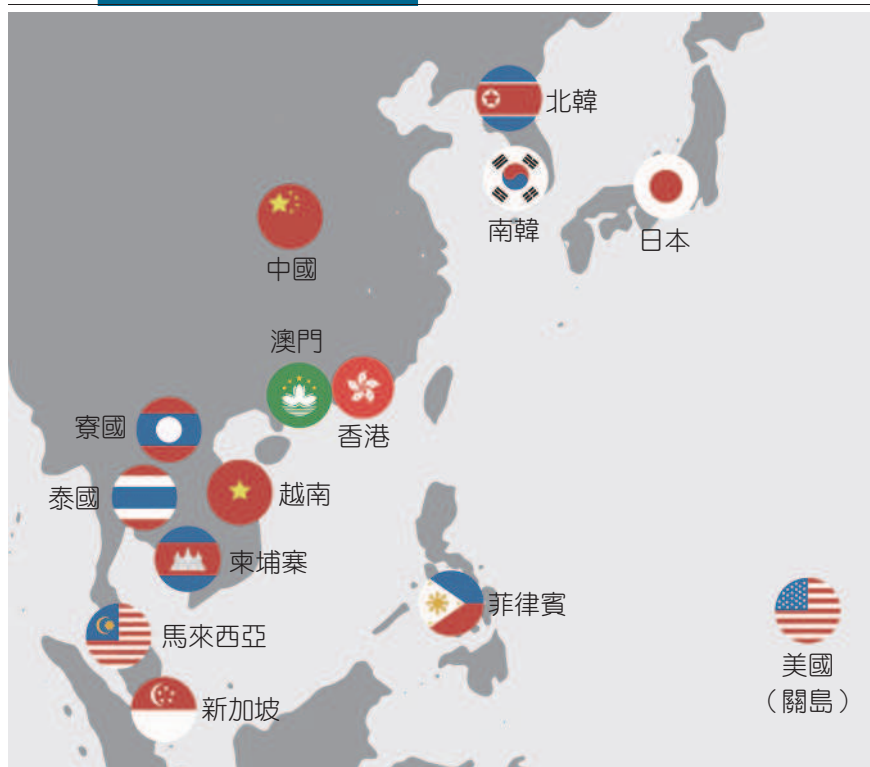 北韓
南韓
日本
中國
澳門
香港
寮國
泰國
越南
柬埔寨
菲律賓
馬來西亞
新加坡
美國
（關島）